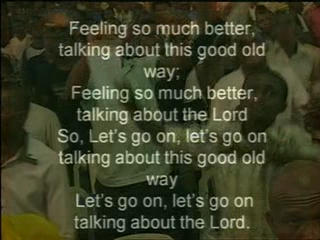 Feeling so much better,
talking about this good old
way;
Feeling so much better,
talking about the Lord
So, Let's go on, let's go on
talking about this good old
way
Let's go on, let's go on
talking about the Lord.